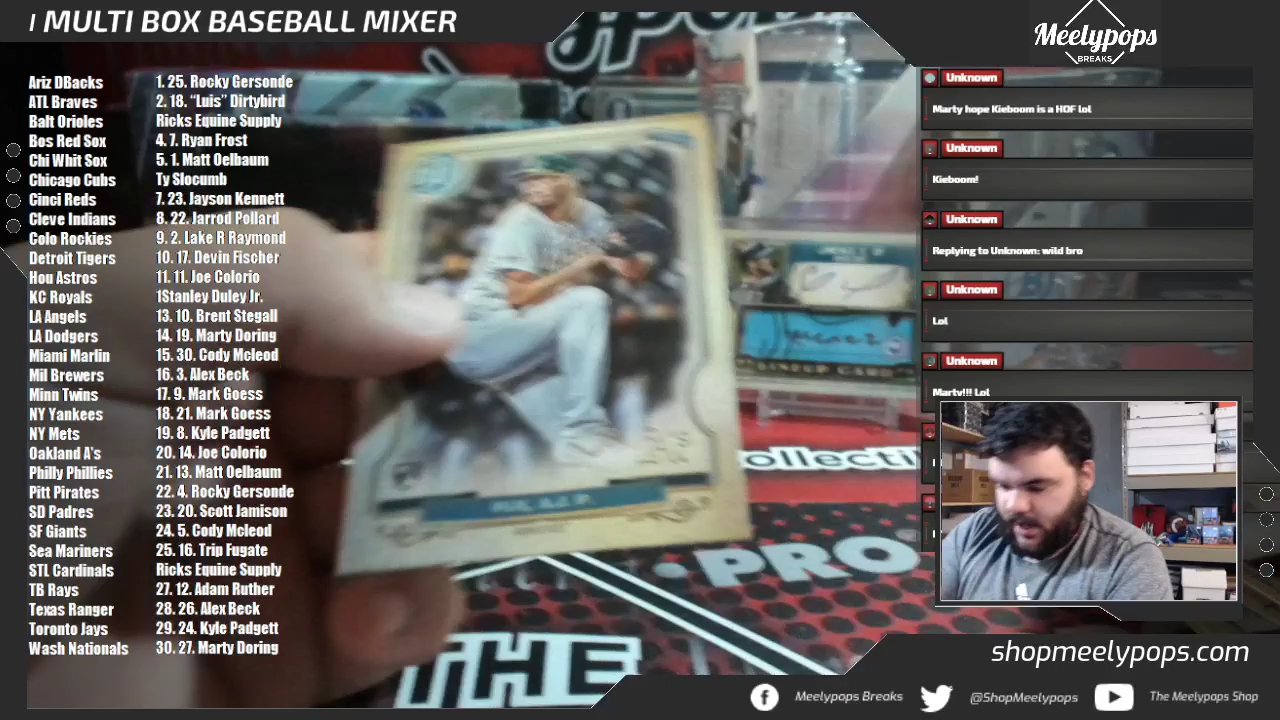 MULTI BOX BASEBALL MIXER
Meelypops
BREAKS
Ariz DBacks 1. 25. Rocky Gersonde
ATL Braves 2. 18. "Luis" Dirtybird
Balt Orioles Ricks Equine Supply
Bos Red Sox 4. 7. Ryan Frost
Chi Whit Sox 5. 1. Matt Oelbaum
Chicago Cubs Ty Slocumb
Cinci Reds 7. 23. Jayson Kennett
Cleve Indians 8. 22. Jarrod Pollard
Colo Rockies 9. 2. Lake R Raymond
Detroit Tigers 10. 17. Devin Fischer
Hou Astros 11. 11. Joe Colorio
KC Royals 1Stanley Duley Jr.
LA Angels 13. 10. Brent Stegall
LA Dodgers 14. 19. Marty Doring
Miami Marlin 15. 30. Cody Mcleod
Mil Brewers 16. 3. Alex Beck
Minn Twins 17. 9. Mark Goess
NY Yankees 18. 21. Mark Goess
NY Mets 19. 8. Kyle Padgett
Oakland A's 20. 14. Joe Colorio
Philly Phillies 21. 13. Matt Oelbaum
Pitt Pirates 22. 4. Rocky Gersonde
SD Padres 23. 20. Scott Jamison
SF Giants 24. 5. Cody Mcleod
Sea Mariners 25. 16. Trip Fugate
STL Cardinals Ricks Equine Supply
TB Rays 27. 12. Adam Ruther
Texas Ranger 28. 26. Alex Beck
Toronto Jays 29. 24. Kyle Padgett
Wash Nationals 30. 27. Marty Doring
Unknown
Marty hope Kieboom is a HOF lol
Unknown
Kieboom!
Unknown
Replying to Unknown: wild bro
Unknown
Lol
Unknown
Marty!!! Lol
LINEUP CARD
collecti
PRO
THE
shopmeelypops.com
Meelypops Breaks
@ShopMeelypops
The Meelypops Shop